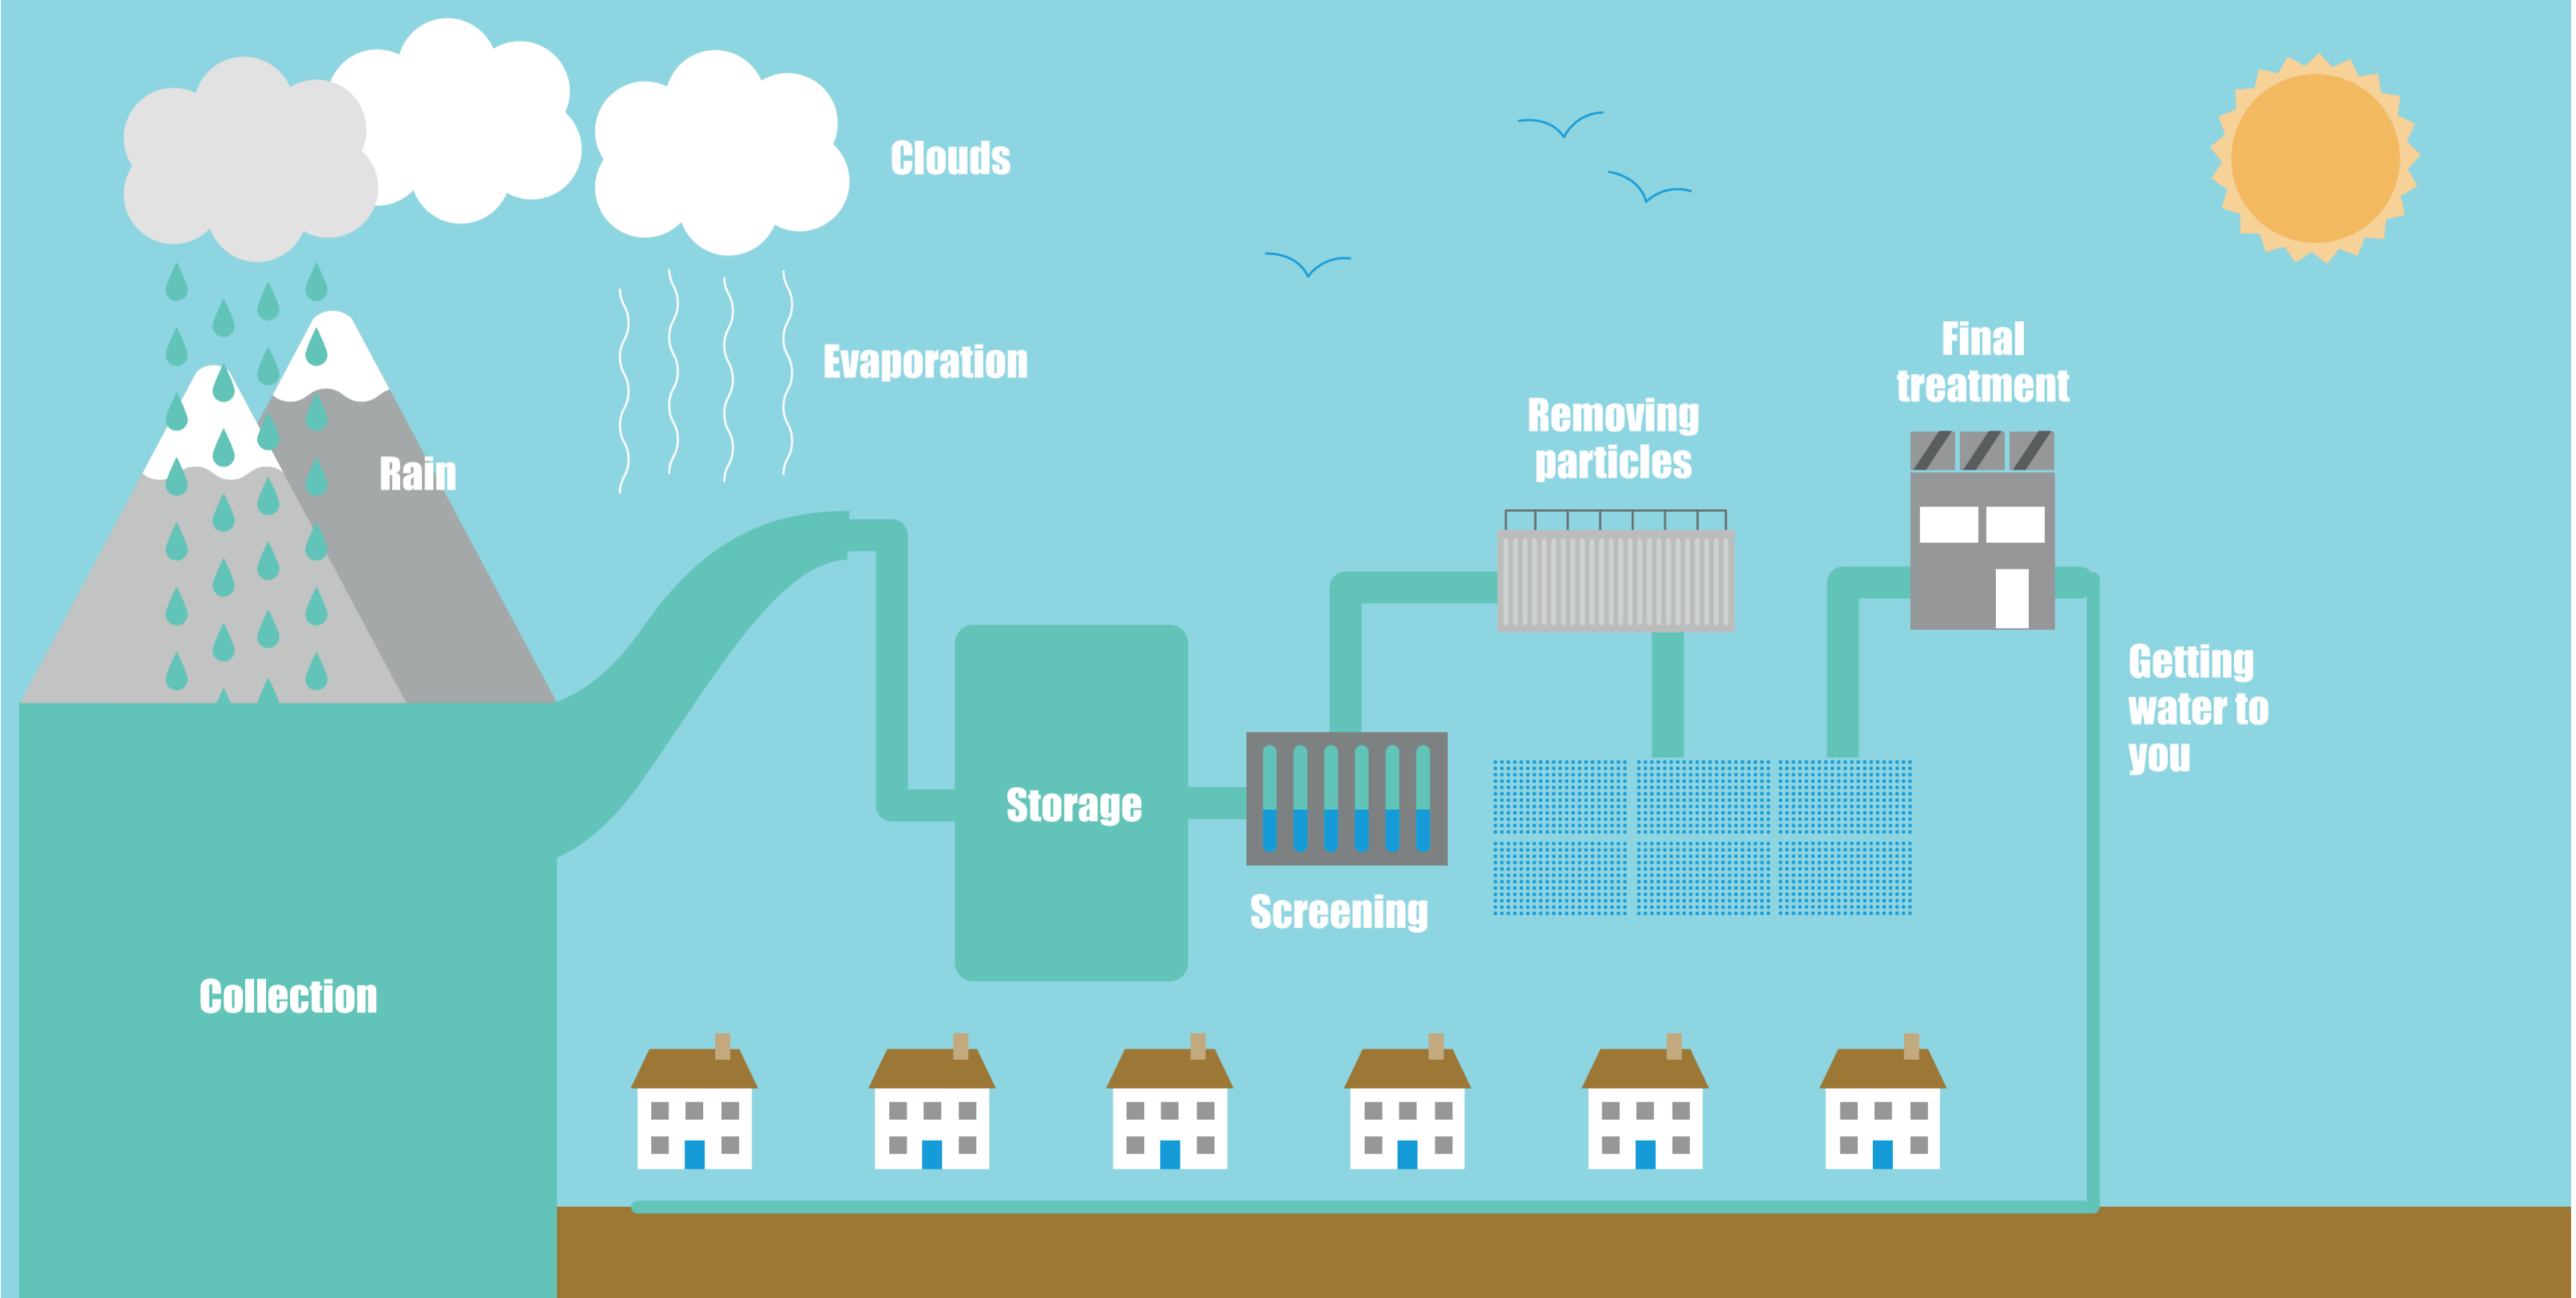 Clouds
Evaporation
Rain
Collection
Storage
Screening
Removing
particles
Final
treatment
Getting
water to
you